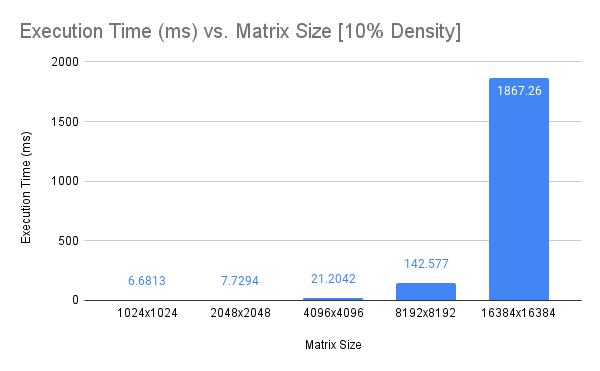 Execution Time (ms) vs. Matrix Size [10% Density]
Execution Time (ms)
2000
1500
1000
500
0
6.6813
7.7294
21.2042
142.577
1867.26
1024x1024
2048x2048
4096x4096
8192x8192
16384x16384
Matrix Size